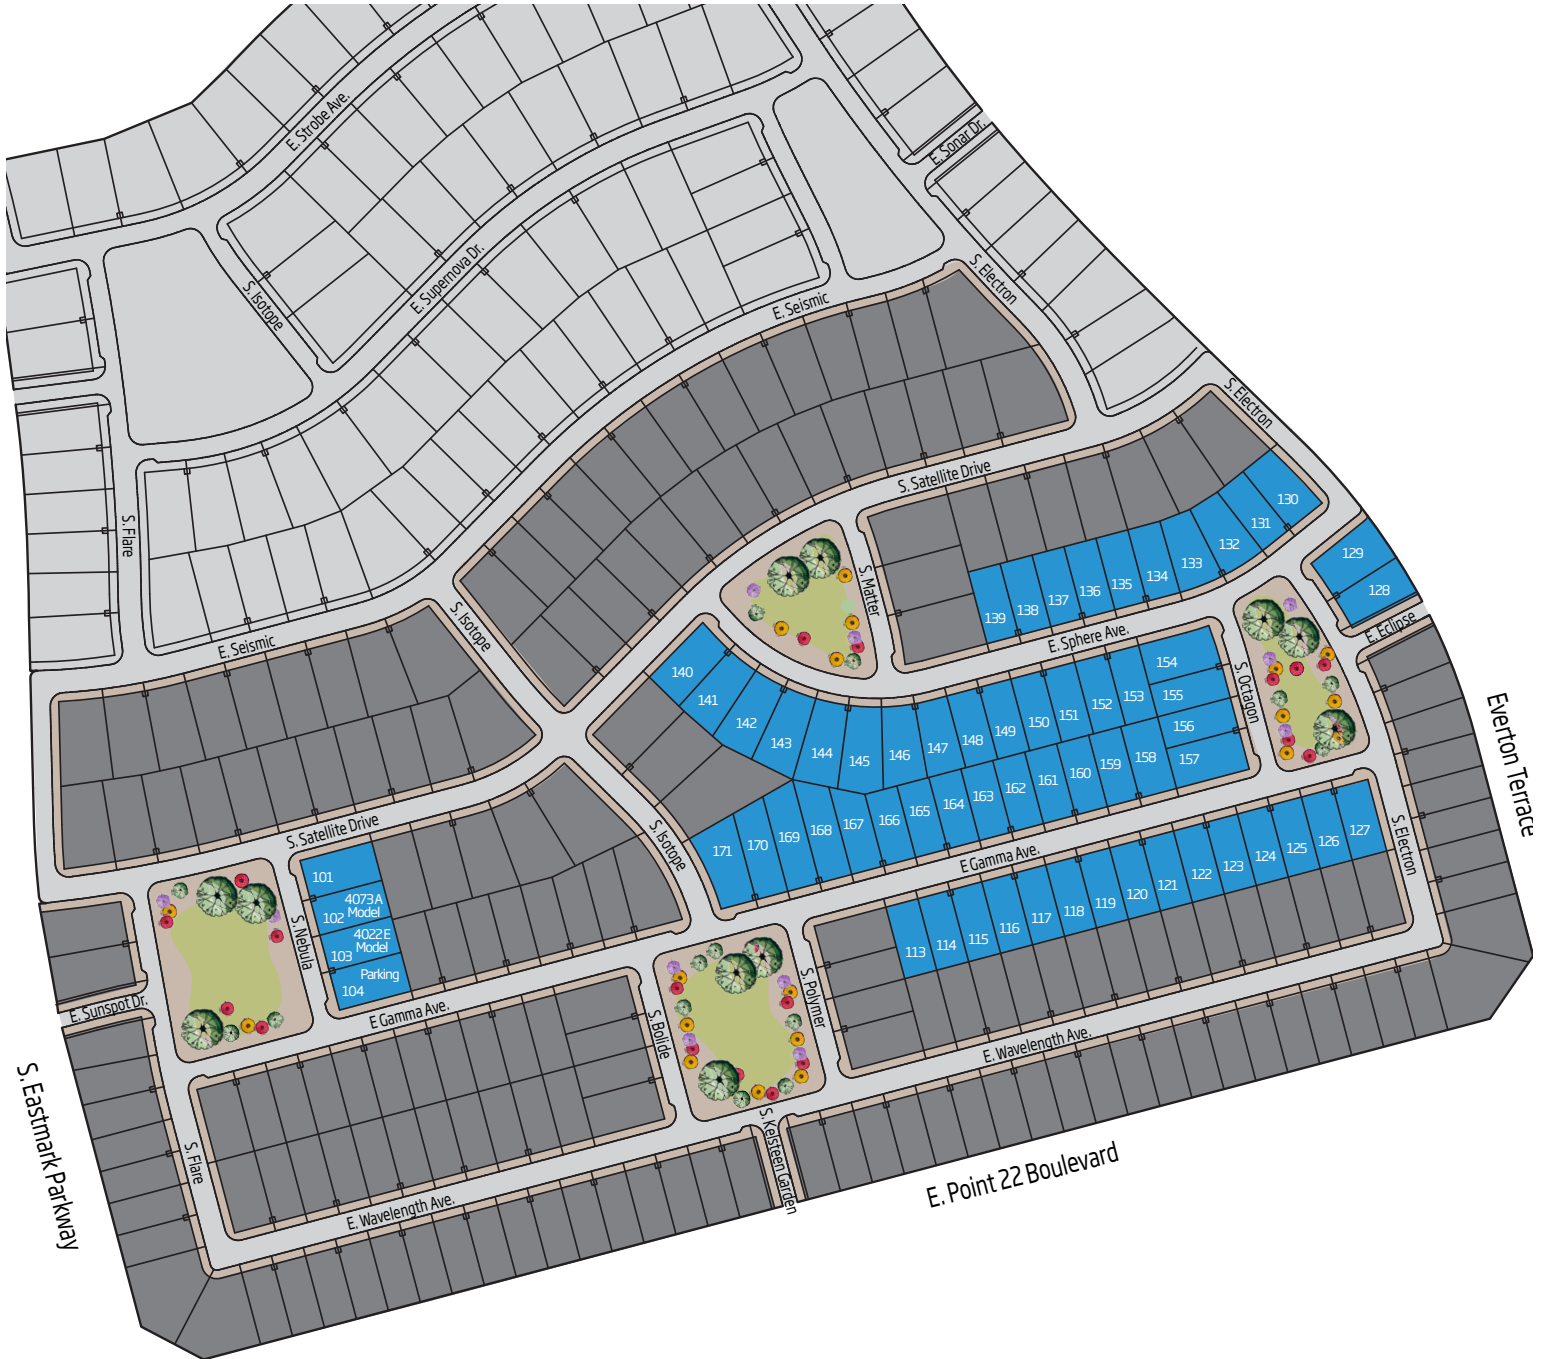 E. Strobe Ave.
E. Sonar Dr.
E. Supernova Dr.
S. Isotope
S. Electron
E. Seismic
S. Electron
S. Satellite Drive
S. Flare
130
131
132
133
134
135
136
137
138
139
129
128
S. Matter
S. Isotope
E. Seismic
E. Sphere Ave.
E. Eclipse
140
141
142
143
144
145
146
147
148
149
150
151
152
153
154
155
156
157
158
159
160
161
162
163
164
165
166
167
168
169
170
171
S. Octagon
Everton Terrace
S. Satellite Drive
S. Isotope
E Gamma Ave.
S. Electron
101
102
4073 A
Model
103
4022 E
Model
Parking
104
S. Nebula
113
114
115
116
117
118
119
120
121
122
123
124
125
126
127
E. Sunspot Dr.
E Gamma Ave.
S. Bolide
S. Polymer
E. Wavelength Ave.
S. Eastmark Parkway
S. Flare
E. Wavelength Ave.
S. Kelsteen Garden
E. Point 22 Boulevard